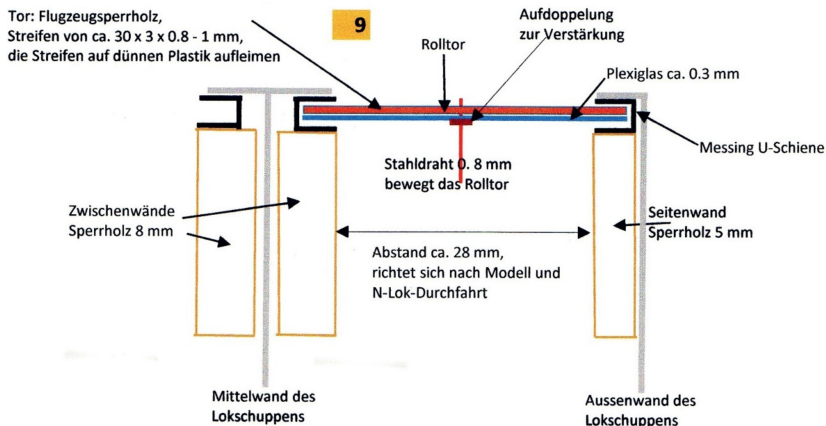 Tor: Flugzeugsperrholz,
Streifen von ca. 30 x 3 x 0.8 - 1 mm,
die Streifen auf dünnen Plastik aufleimen
9
Aufdoppelung
zur Verstärkung
Rolltor
Plexiglas ca. 0.3 mm
Messing U-Schiene
Stahldraht 0. 8 mm
bewegt das Rolltor
Zwischenwände
Sperrholz 8 mm
Seitenwand
Sperrholz 5 mm
Abstand ca. 28 mm,
richtet sich nach Modell und
N-Lok-Durchfahrt
Mittelwand des
Lokschuppens
Aussenwand des
Lokschuppens